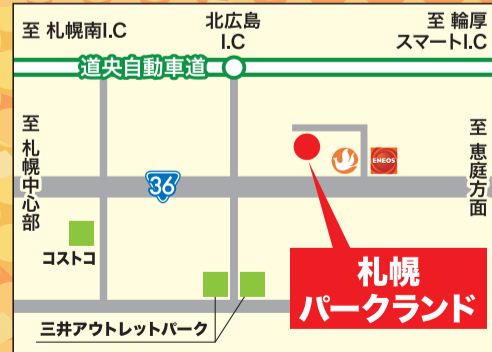 至 札幌南I.C
北広島
I.C
至 輪厚
スマートI.C
道央自動車道
至 札幌中心部
36
ENEOS
至 恵庭方面
コストコ
札幌
パークランド
三井アウトレットパーク